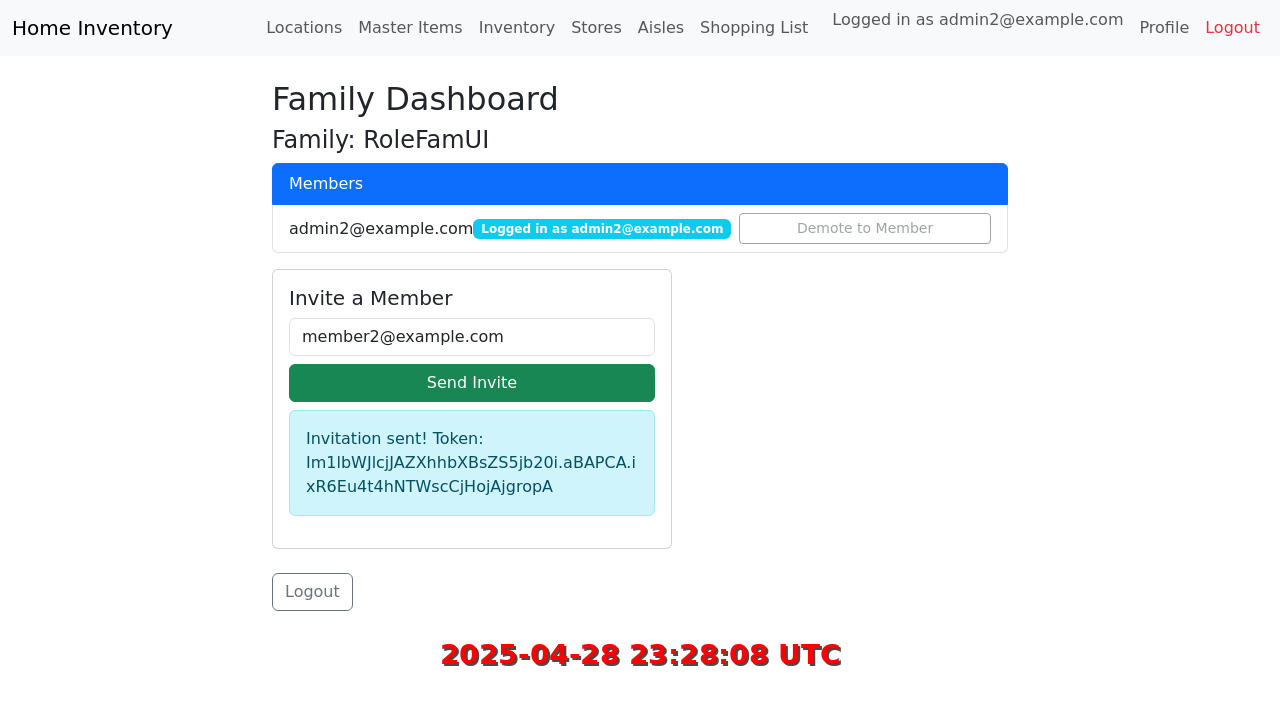 Home Inventory Locations Master Items Inventory Stores Aisles Shopping List Logged in as admin2@example.com Profile Logout
Family Dashboard
Family: RoleFamUI
Members
admin2@example.com Logged in as admin2@example.com Demote to Member
Invite a Member
member2@example.com
Send Invite
Invitation sent! Token:
Im1lbWJlcjJAZXhhbXBsZS5jb20i.aBAPCA.i
xR6Eu4t4hNTWscCjHojAjgropA
Logout
2025-04-28 23:28:08 UTC